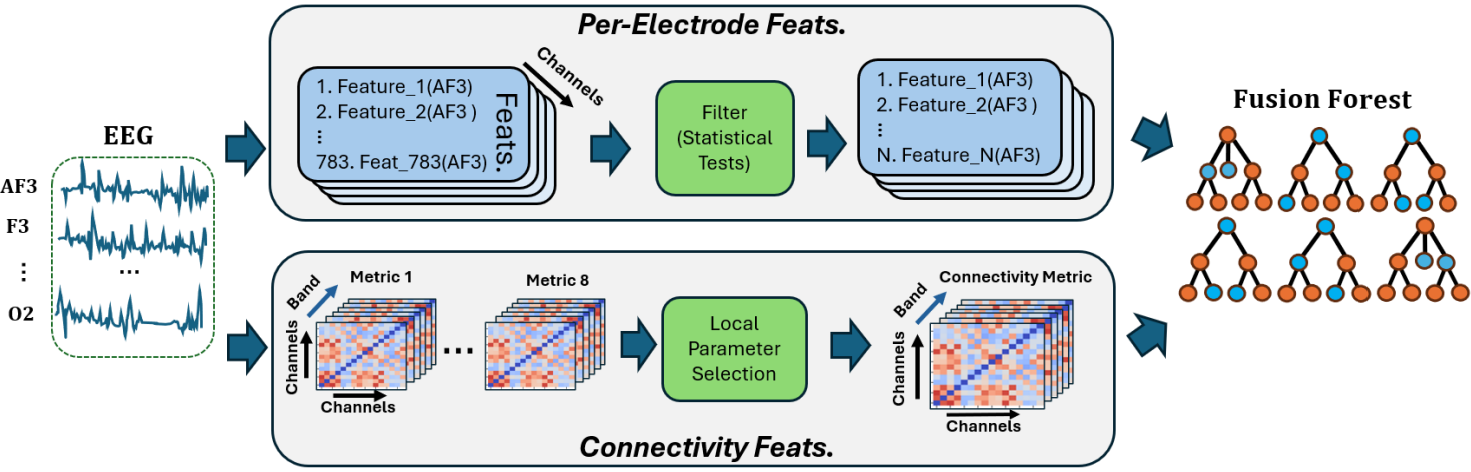 Per-Electrode Feats.
EEG
AF3
F3
⋮
...
O2
1. Feature_1(AF3)
2. Feature_2(AF3 )
...
783. Feat_783(AF3)
Feats.
Channels
Filter
(Statistical
Tests)
1. Feature_1(AF3)
2. Feature_2(AF3 )
...
N. Feature_N(AF3)
Fusion Forest
Metric 1
Band
Channels
Channels
...
Metric 8
Local
Parameter
Selection
Connectivity Metric
Band
Channels
Channels
Connectivity Feats.